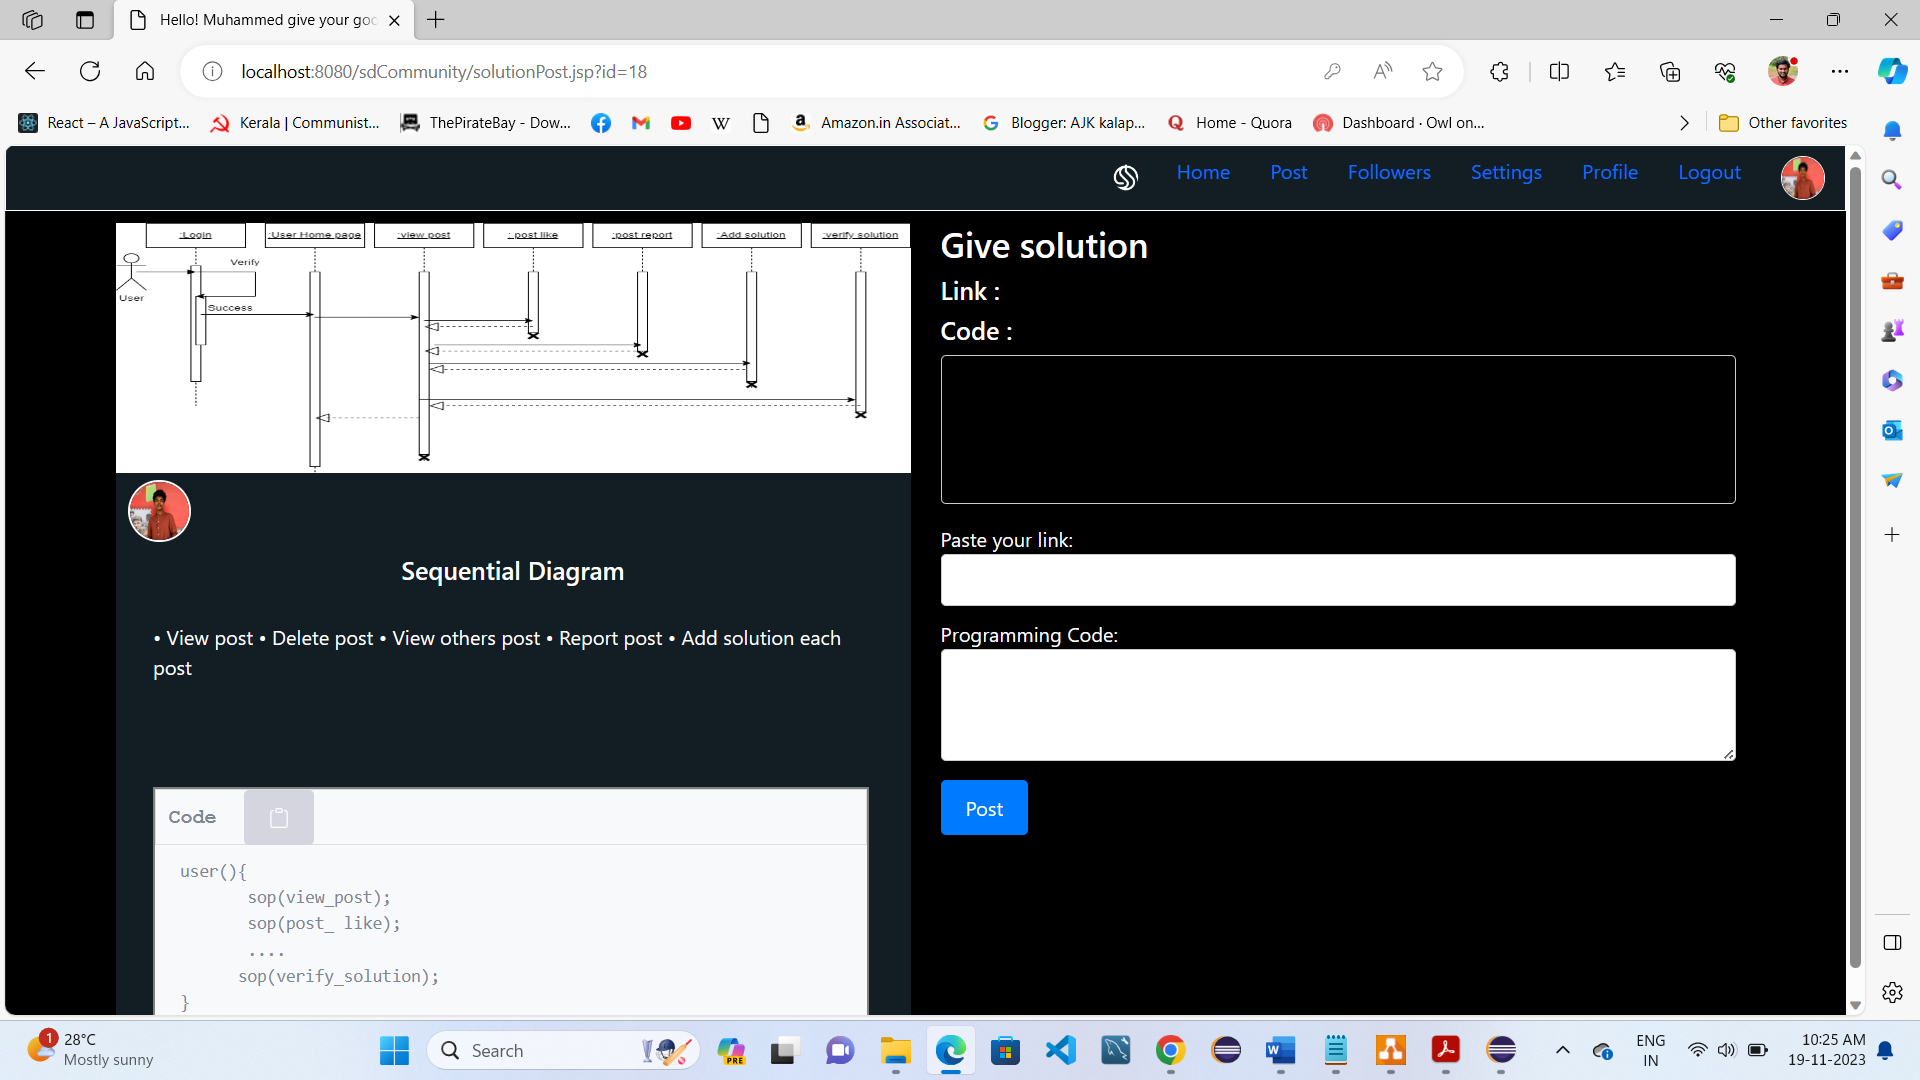 Hello! Muhammed give your goo
localhost:8080/sdCommunity/solutionPost.jsp?id=18
React – A JavaScript... Kerala | Communist... ThePirateBay - Dow... Amazon.in Associat... Blogger: AJK kalap... Home - Quora Dashboard · Owl on... Other favorites
Home Post Followers Settings Profile Logout
:Login :User Home page :view post : post like :post report :Add solution :verify solution
Verify
User
Success
Sequential Diagram
• View post • Delete post • View others post • Report post • Add solution each
post
Code
user(){
sop(view_post);
sop(post_ like);
....
sop(verify_solution);
}
Give solution
Link :
Code :
Paste your link:
Programming Code:
Post
1
28°C
Mostly sunny
Search
PRE
ENG
IN
10:25 AM
19-11-2023